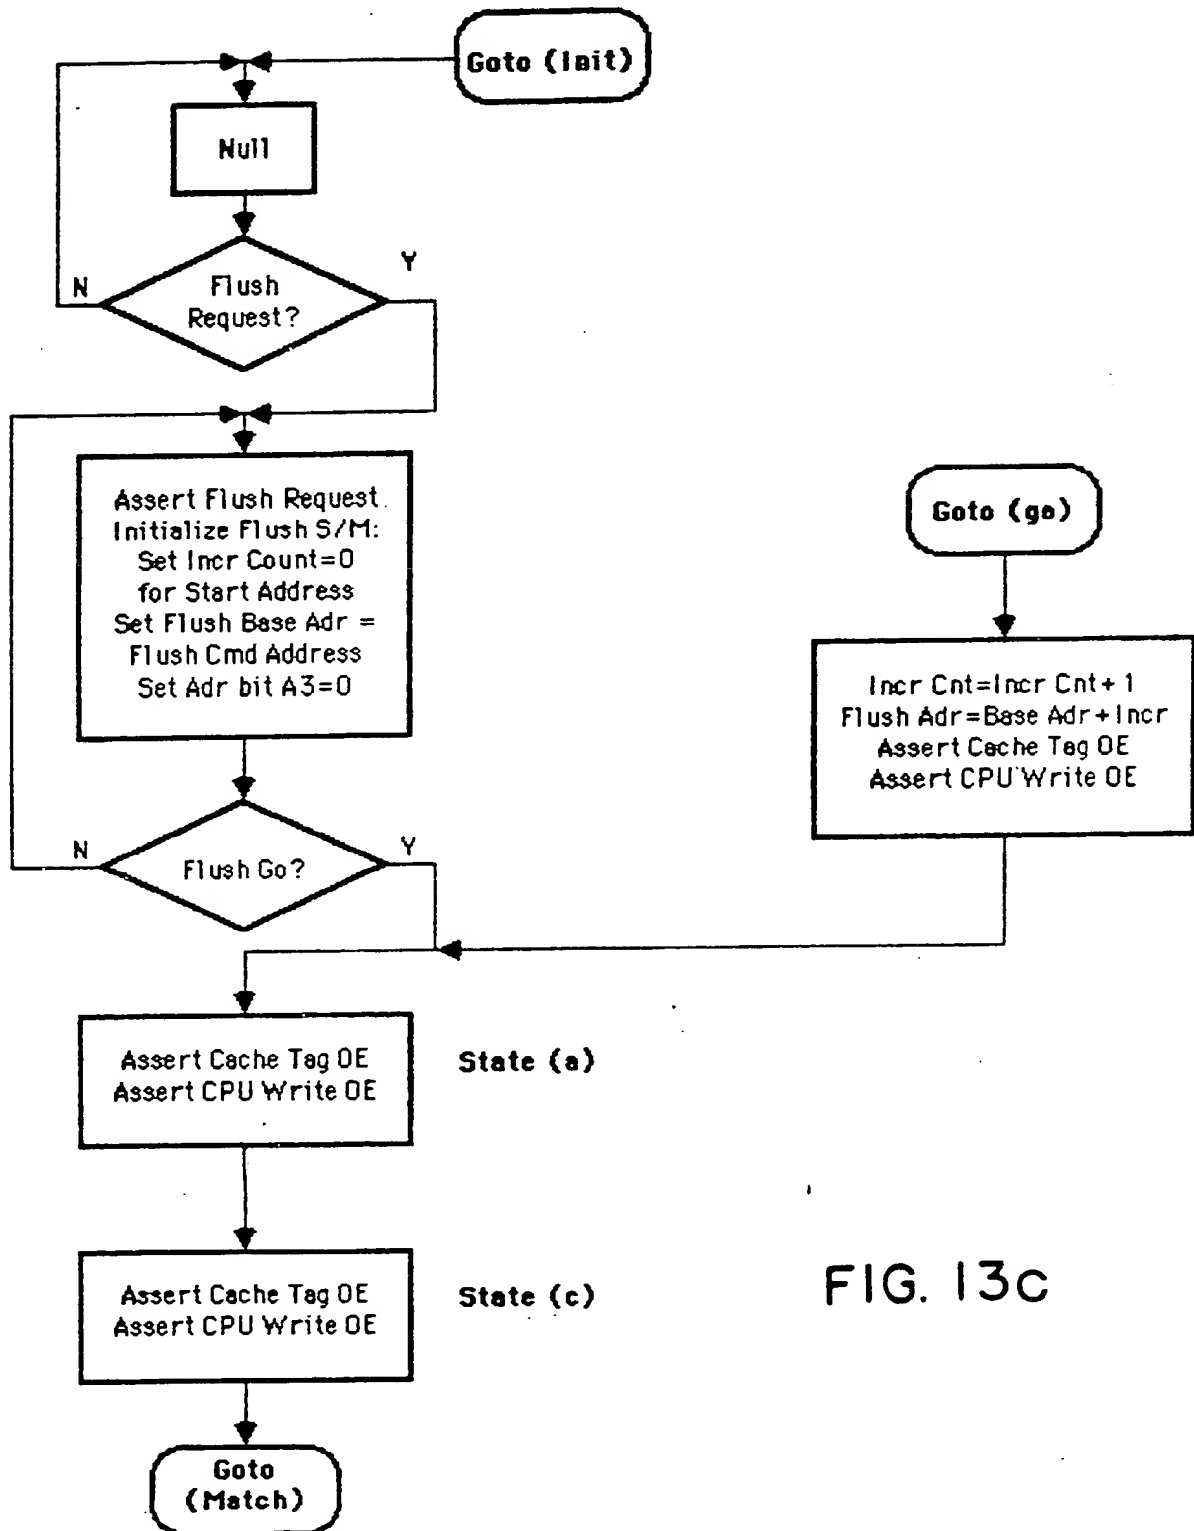 Goto (Init)
Null
N
Y
Flush
Request?
Assert Flush Request
Initialize Flush S/M:
Set Incr Count=0
for Start Address
Set Flush Base Adr =
Flush Cmd Address
Set Adr bit A3=0
Goto (go)
Incr Cnt=Incr Cnt+1
Flush Adr=Base Adr+Incr
Assert Cache Tag OE
Assert CPU Write OE
N
Y
Flush Go?
Assert Cache Tag OE
Assert CPU Write OE
State (a)
Assert Cache Tag OE
Assert CPU Write OE
State (c)
FIG. 13c
Goto
(Match)